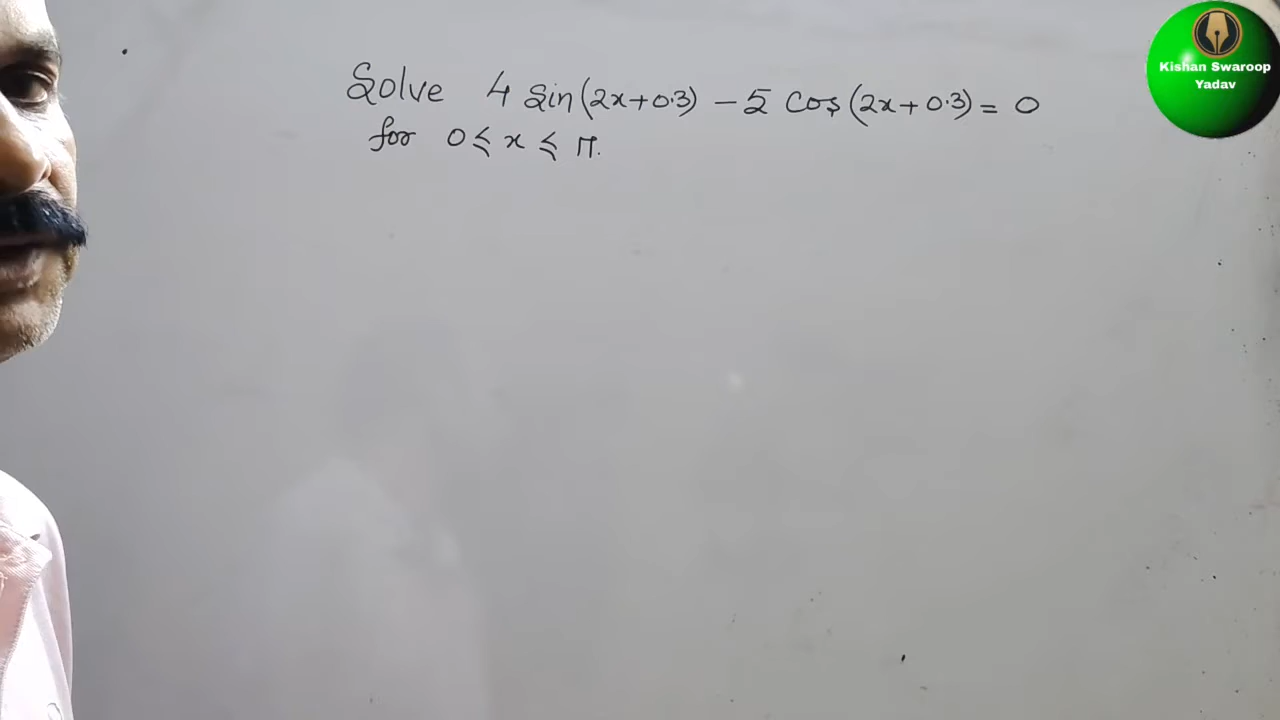 Solve 4 Sin(2x+0.3) - 5 Cos(2x+0.3) = 0
for 0 ⩽ x ⩽ π.
Kishan Swaroop
Yadav